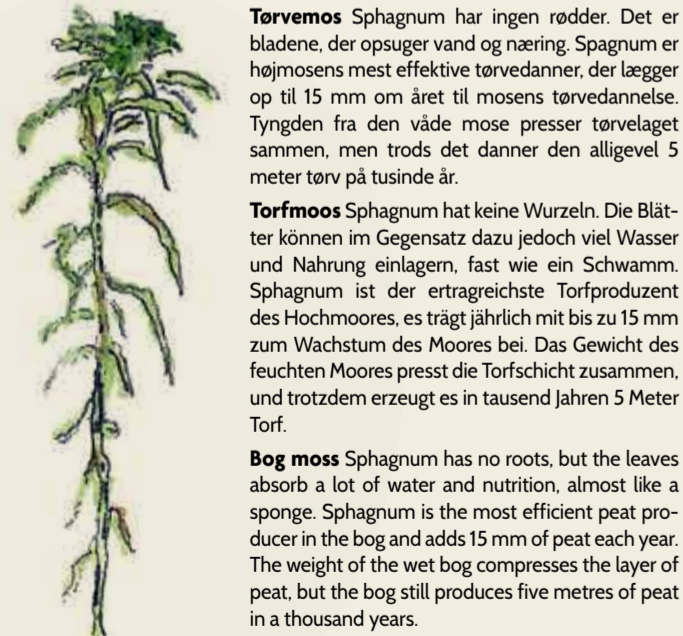 Tørvemos Sphagnum har ingen rødder. Det er
bladene, der opsuger vand og næring. Spagnum er
højmosens mest effektive tørvedanner, der lægger
op til 15 mm om året til mosens tørvedannelse.
Tyngden fra den våde mose presser tørvelaget
sammen, men trods det danner den alligevel 5
meter tørv på tusinde år.
Torfmoos Sphagnum hat keine Wurzeln. Die Blät-
ter können im Gegensatz dazu jedoch viel Wasser
und Nahrung einlagern, fast wie ein Schwamm.
Sphagnum ist der ertragreichste Torfproduzent
des Hochmoores, es trägt jährlich mit bis zu 15 mm
zum Wachstum des Moores bei. Das Gewicht des
feuchten Moores presst die Torfschicht zusammen,
und trotzdem erzeugt es in tausend Jahren 5 Meter
Torf.
Bog moss Sphagnum has no roots, but the leaves
absorb a lot of water and nutrition, almost like a
sponge. Sphagnum is the most efficient peat pro-
ducer in the bog and adds 15 mm of peat each year.
The weight of the wet bog compresses the layer of
peat, but the bog still produces five metres of peat
in a thousand years.